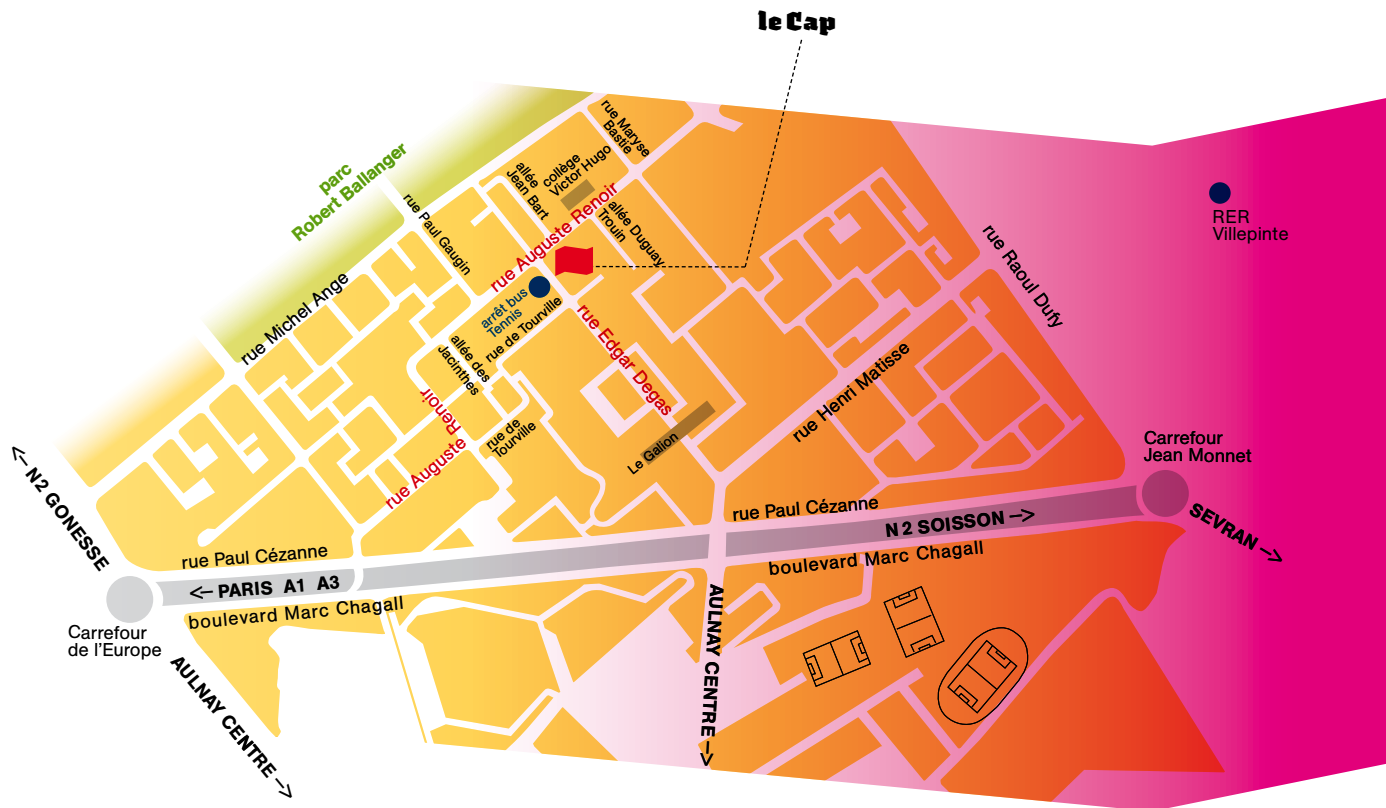 le Cap
rue Maryse
Bastie
collège
Victor Hugo
allée
Jean Bart
parc
Robert Ballanger
rue Paul Gaugin
rue Auguste Renoir
allée Duguay
Trouin
RER
Villepinte
rue Raoul Dufy
rue Michel Ange
arrêt bus
Tennis
rue de Tourville
allée des
Jacinthes
rue Edgar Degas
rue Henri Matisse
rue Auguste
Renoir
rue de
Tourville
Le Galion
Carrefour
Jean Monnet
<- N2 GONESSE
rue Paul Cézanne
N 2 SOISSON ->
SEVRAN ->
rue Paul Cézanne
boulevard Marc Chagall
<- PARIS A1 A3
boulevard Marc Chagall
Carrefour
de l'Europe
AULNAY CENTRE ->
AULNAY CENTRE ->